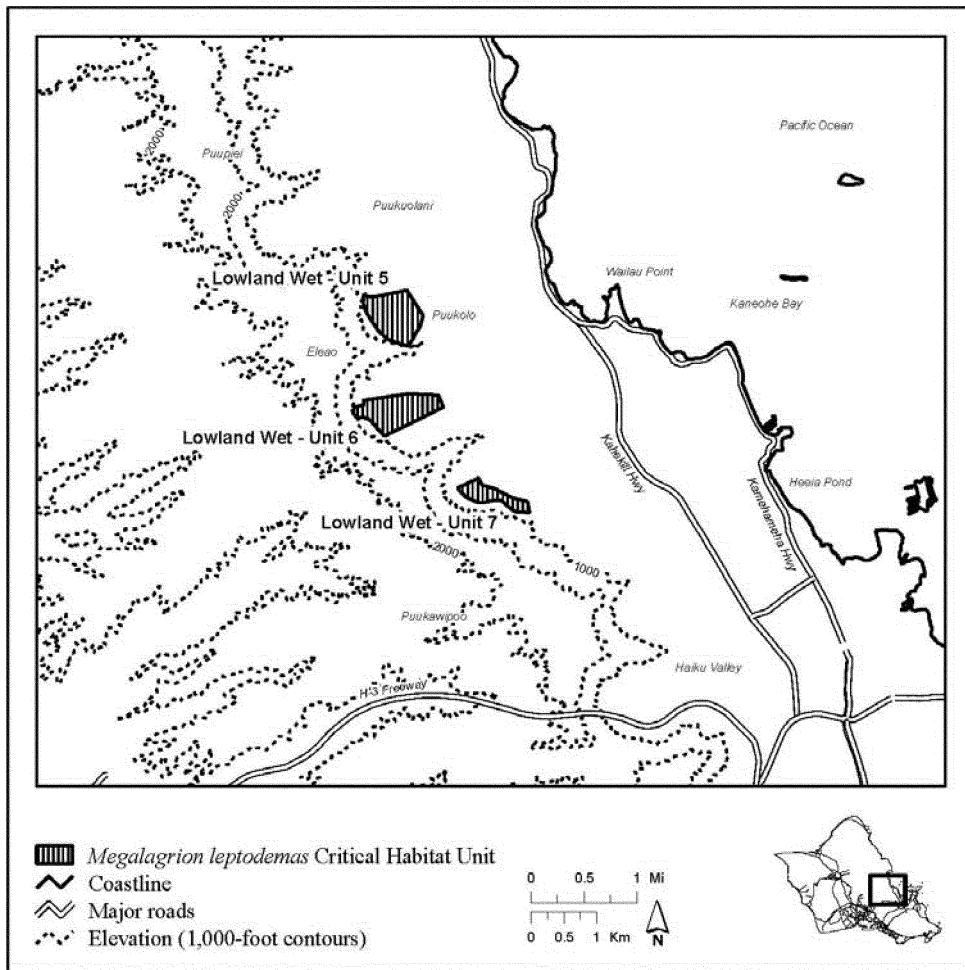 Pacific Ocean
2000
Puupiei
Puukuolani
2000
Wailau Point
Lowland Wet - Unit 5
Kaneohe Bay
Puukolo
Eleao
Lowland Wet - Unit 6
Kahekili Hwy
Heeia Pond
Kamehameha Hwy
Lowland Wet - Unit 7
2000
1000
Puukawipoo
Haiku Valley
H-3 Freeway
Megalagrion leptodemas Critical Habitat Unit
Coastline
Major roads
Elevation (1,000-foot contours)
0 0.5 1 Mi
0 0.5 1 Km
N